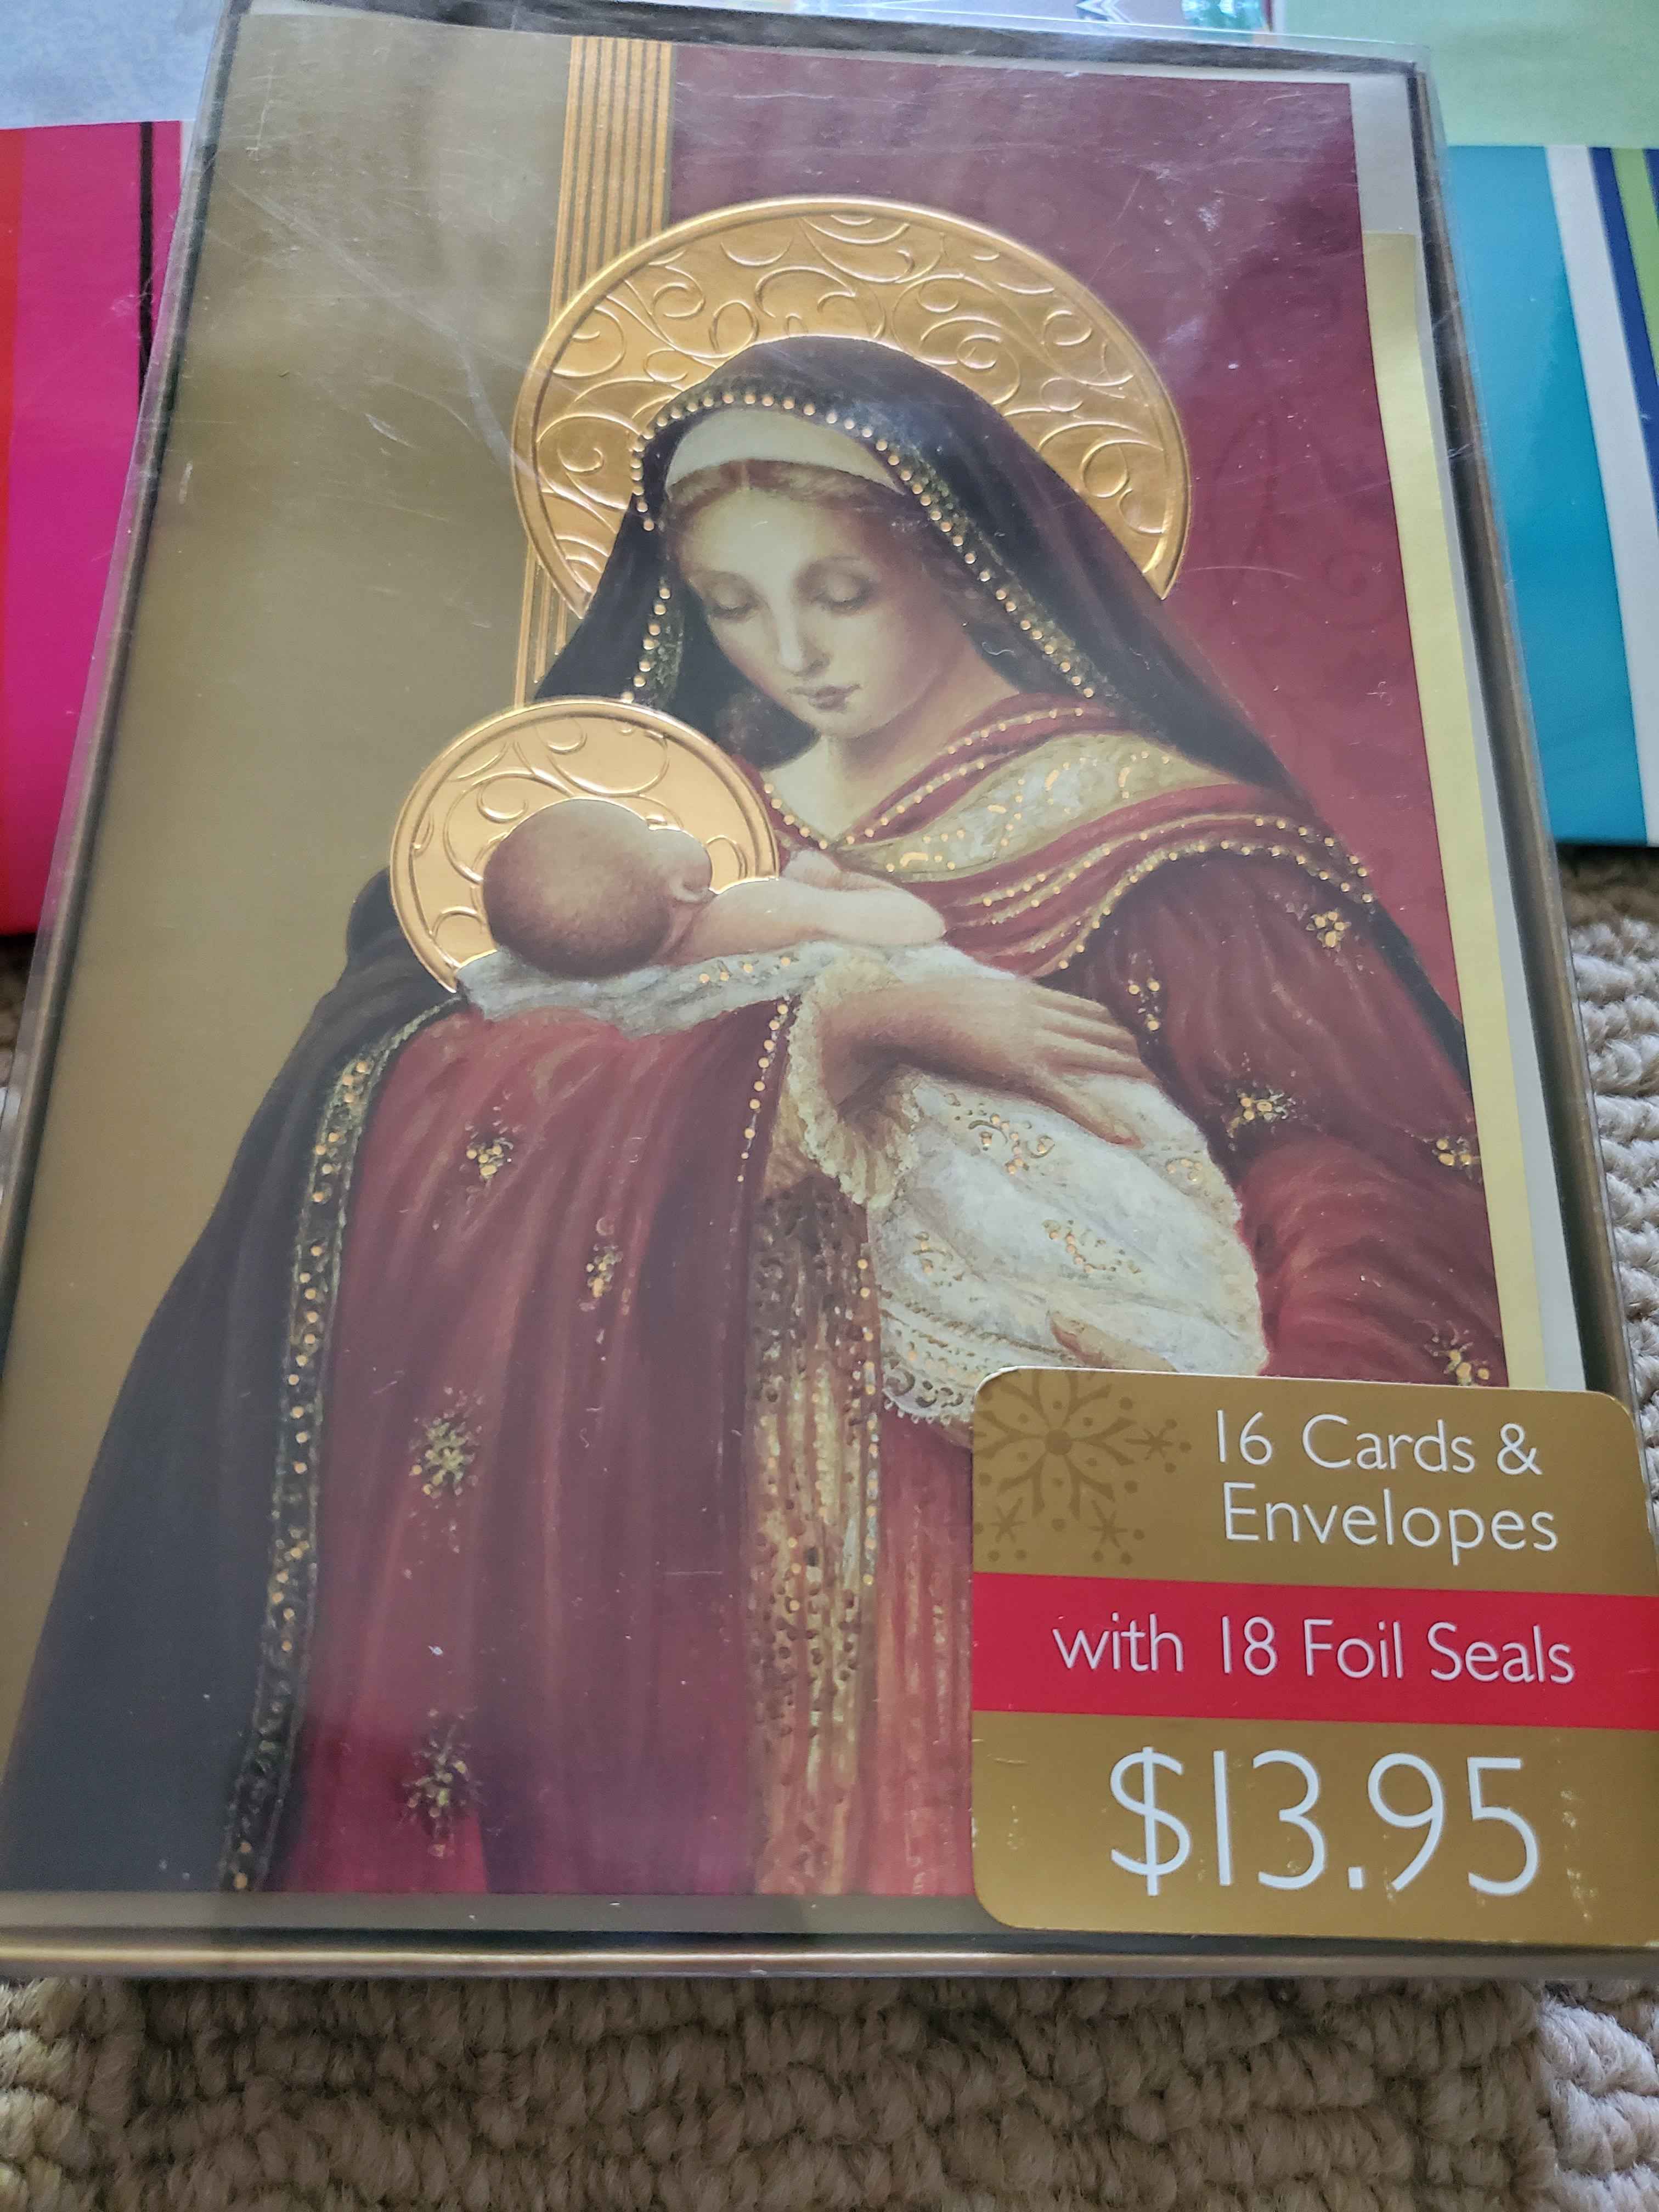 16 Cards &
Envelopes
with 18 Foil Seals
$13.95